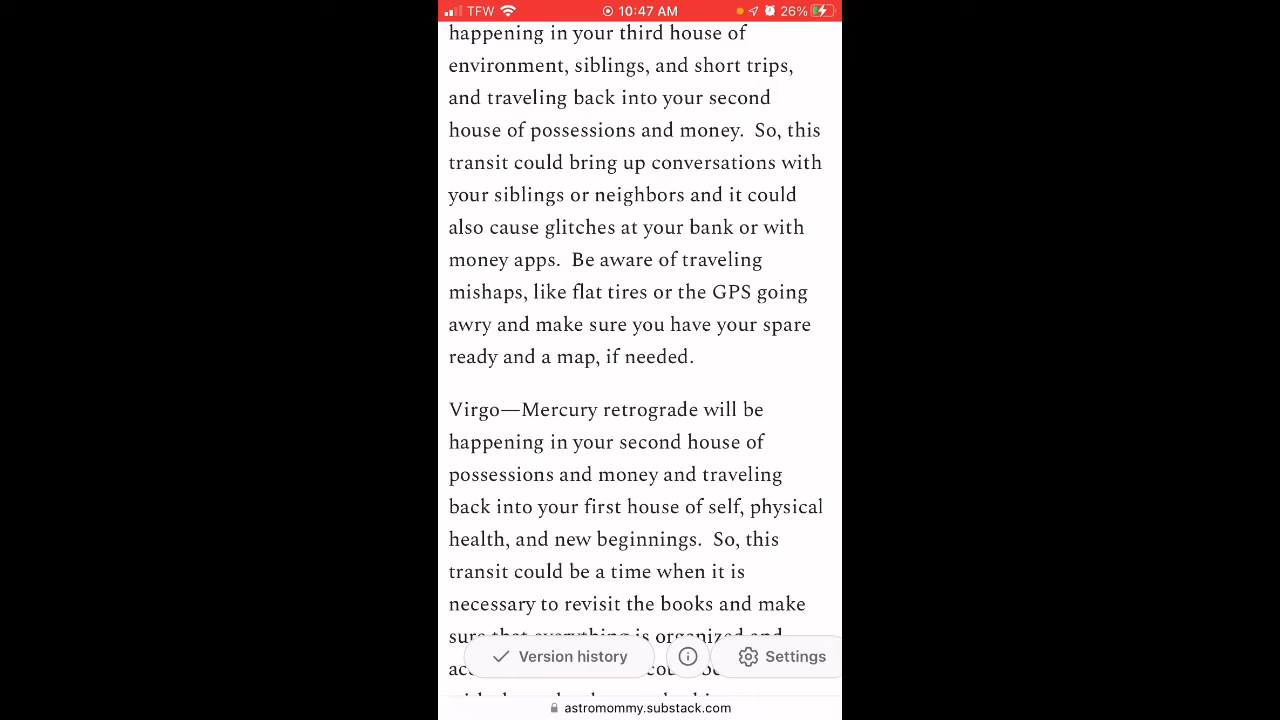 TFW 10:47 AM 26%
happening in your third house of
environment, siblings, and short trips,
and traveling back into your second
house of possessions and money.  So, this
transit could bring up conversations with
your siblings or neighbors and it could
also cause glitches at your bank or with
money apps.  Be aware of traveling
mishaps, like flat tires or the GPS going
awry and make sure you have your spare
ready and a map, if needed.
Virgo—Mercury retrograde will be
happening in your second house of
possessions and money and traveling
back into your first house of self, physical
health, and new beginnings.  So, this
transit could be a time when it is
necessary to revisit the books and make
sure that everything is organized and
Version history Settings
astromommy.substack.com